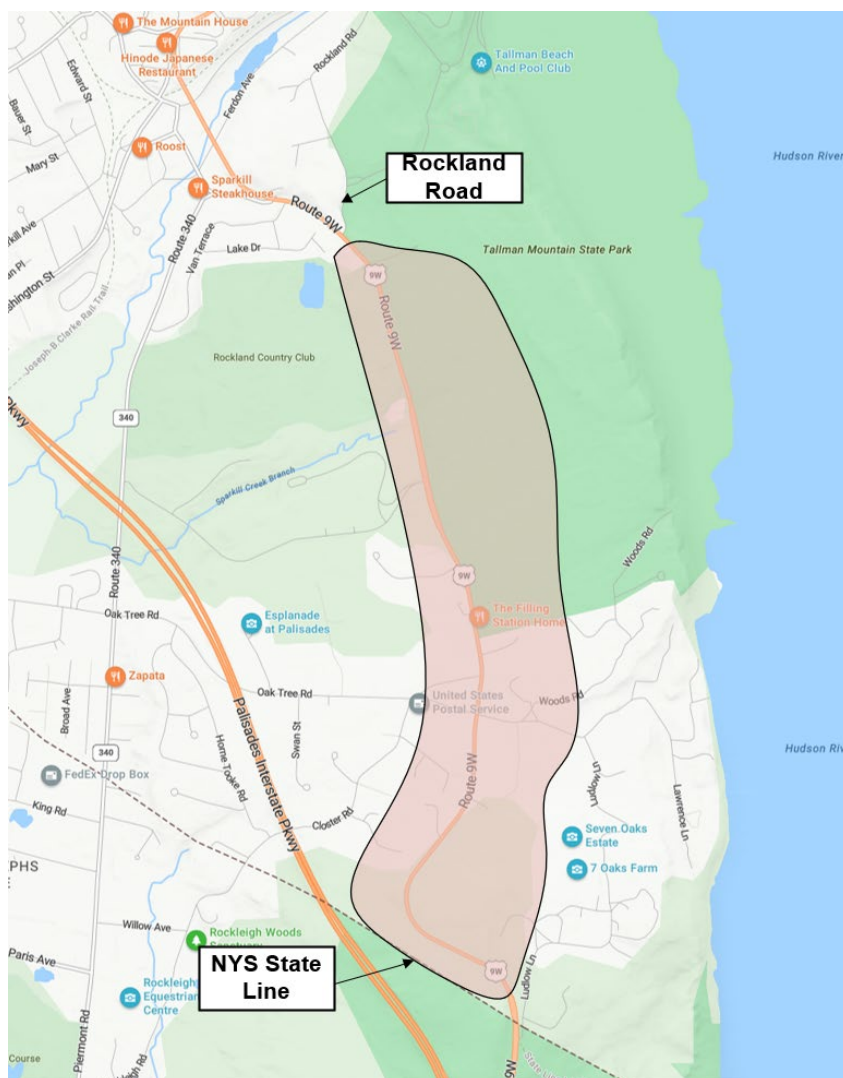 The Mountain House
Hinode Japanese
Restaurant
Edward St
Bauer St
Mary St
Roost
Sparkill
Steakhouse
Ferdon Ave
Rockland Rd
Tallman Beach
And Pool Club
Hudson River
Rockland
Road
Route 9W
Route 340
Van Terrace
Lake Dr
9W
Tallman Mountain State Park
Route 9W
Joseph B Clarke Rail Trail
Rockland Country Club
340
Sparkill Creek Branch
Route 340
Woods Rd
9W
Oak Tree Rd
Esplanade
at Palisades
The Filling
Station Home
Zapata
Oak Tree Rd
United States
Postal Service
Woods Rd
Broad Ave
Swan St
Palisades Interstate Pkwy
340
Home Tooke Rd
FedEx Drop Box
King Rd
Closter Rd
Route 9W
Ludlow Ln
Lawrence Ln
Seven Oaks
Estate
7 Oaks Farm
PHS
Willow Ave
Rockleigh Woods
Paris Ave
NYS State
Line
9W
Ludlow Ln
Equestrian
Centre
Piermont Rd
Course
9W